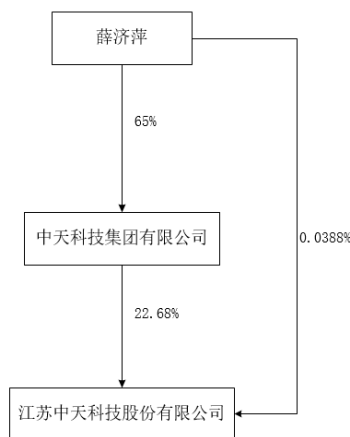 薛济萍
65%
中天科技集团有限公司
0.0388%
22.68%
江苏中天科技股份有限公司